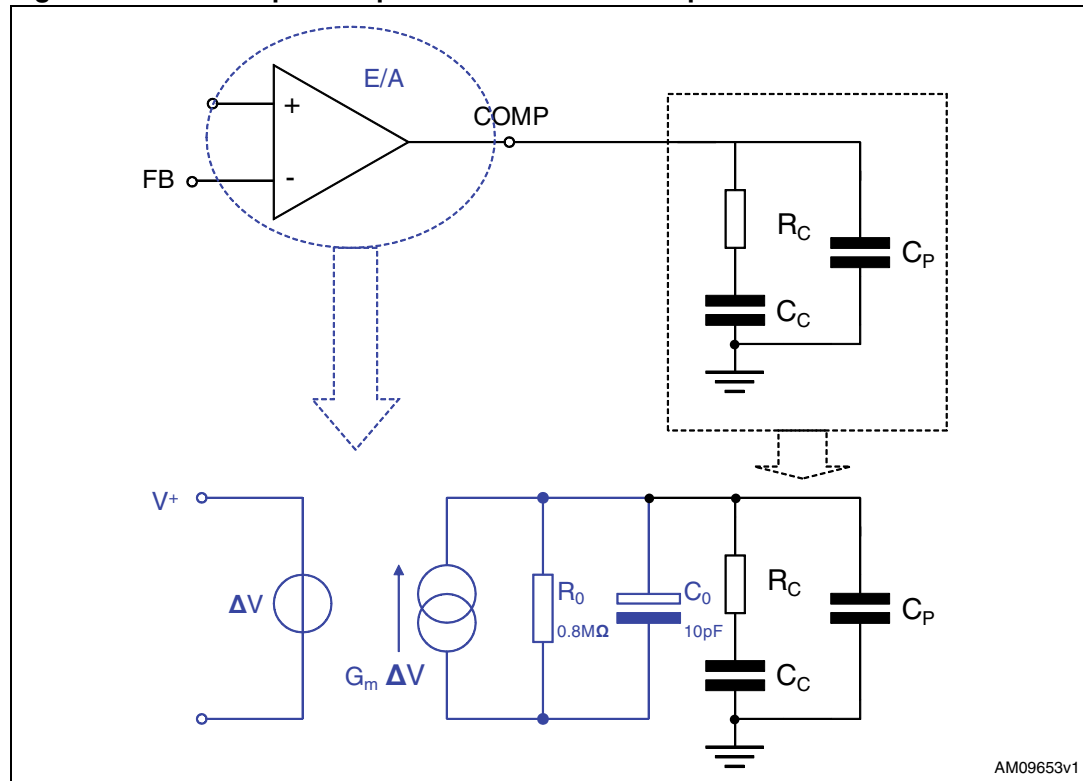 E/A
+
COMP
FB
-
R_C
C_P
C_C
V+
ΔV
R_0
C_0
R_C
0.8MΩ
10pF
C_P
G_m ΔV
C_C
AM09653v1